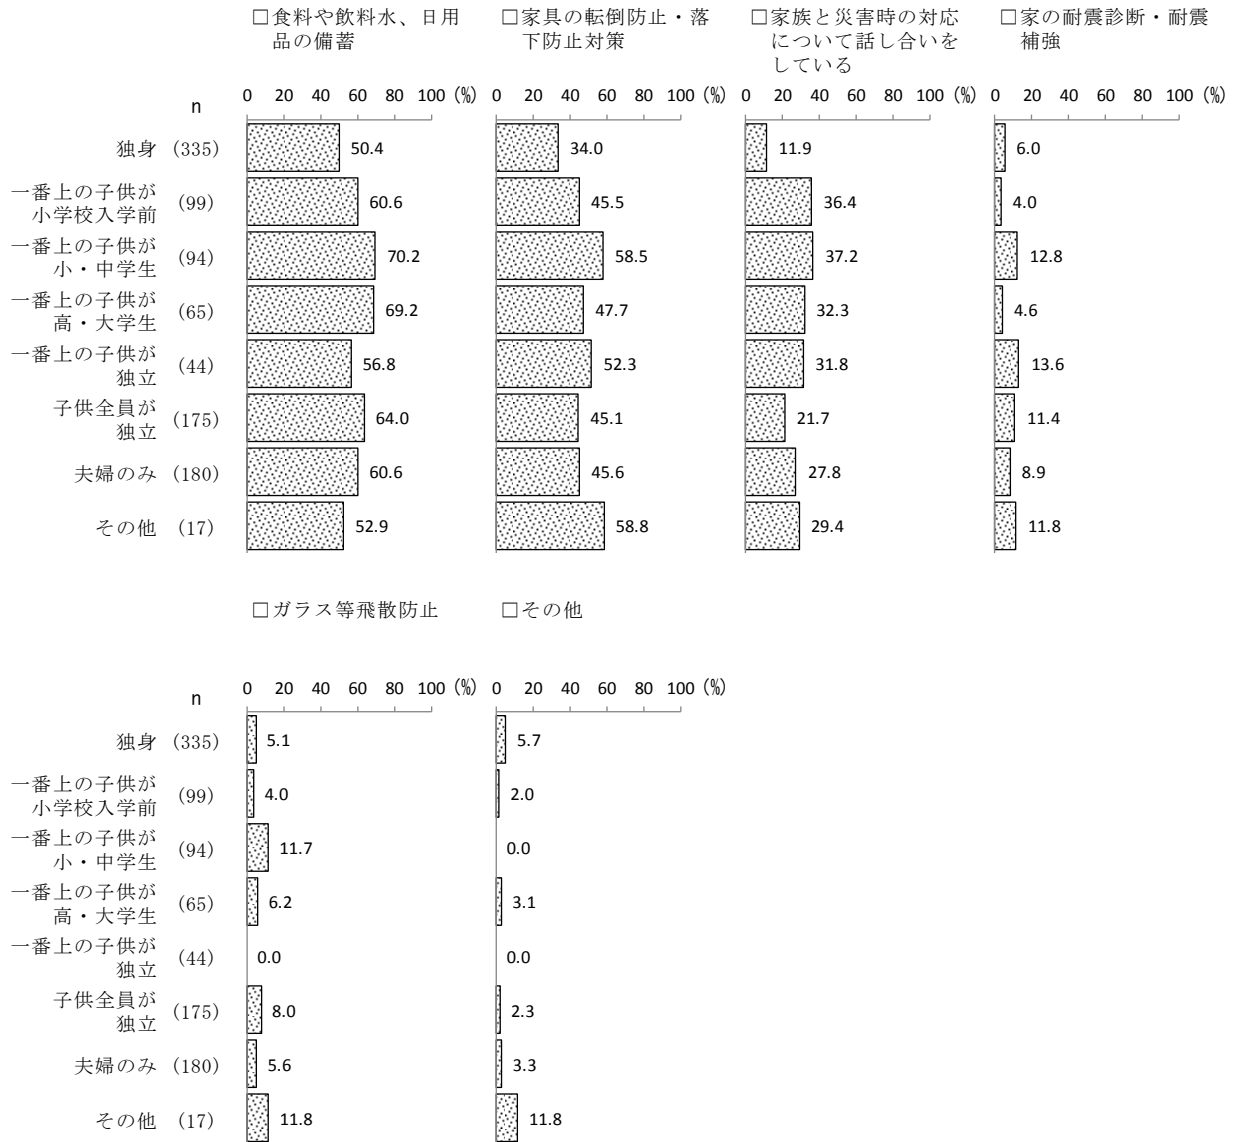 □食料や飲料水、日用
品の備蓄
□家具の転倒防止・落
下防止対策
□家族と災害時の対応
について話し合いを
している
□家の耐震診断・耐震
補強
n
0 20 40 60 80 100 (%)
0 20 40 60 80 100 (%)
0 20 40 60 80 100 (%)
0 20 40 60 80 100 (%)
独身 (335) 50.4 34.0 11.9 6.0
一番上の子供が
小学校入学前 (99) 60.6 45.5 36.4 4.0
一番上の子供が
小・中学生 (94) 70.2 58.5 37.2 12.8
一番上の子供が
高・大学生 (65) 69.2 47.7 32.3 4.6
一番上の子供が
独立 (44) 56.8 52.3 31.8 13.6
子供全員が
独立 (175) 64.0 45.1 21.7 11.4
夫婦のみ (180) 60.6 45.6 27.8 8.9
その他 (17) 52.9 58.8 29.4 11.8
□ガラス等飛散防止
□その他
n
0 20 40 60 80 100 (%)
0 20 40 60 80 100 (%)
独身 (335) 5.1 5.7
一番上の子供が
小学校入学前 (99) 4.0 2.0
一番上の子供が
小・中学生 (94) 11.7 0.0
一番上の子供が
高・大学生 (65) 6.2 3.1
一番上の子供が
独立 (44) 0.0 0.0
子供全員が
独立 (175) 8.0 2.3
夫婦のみ (180) 5.6 3.3
その他 (17) 11.8 11.8